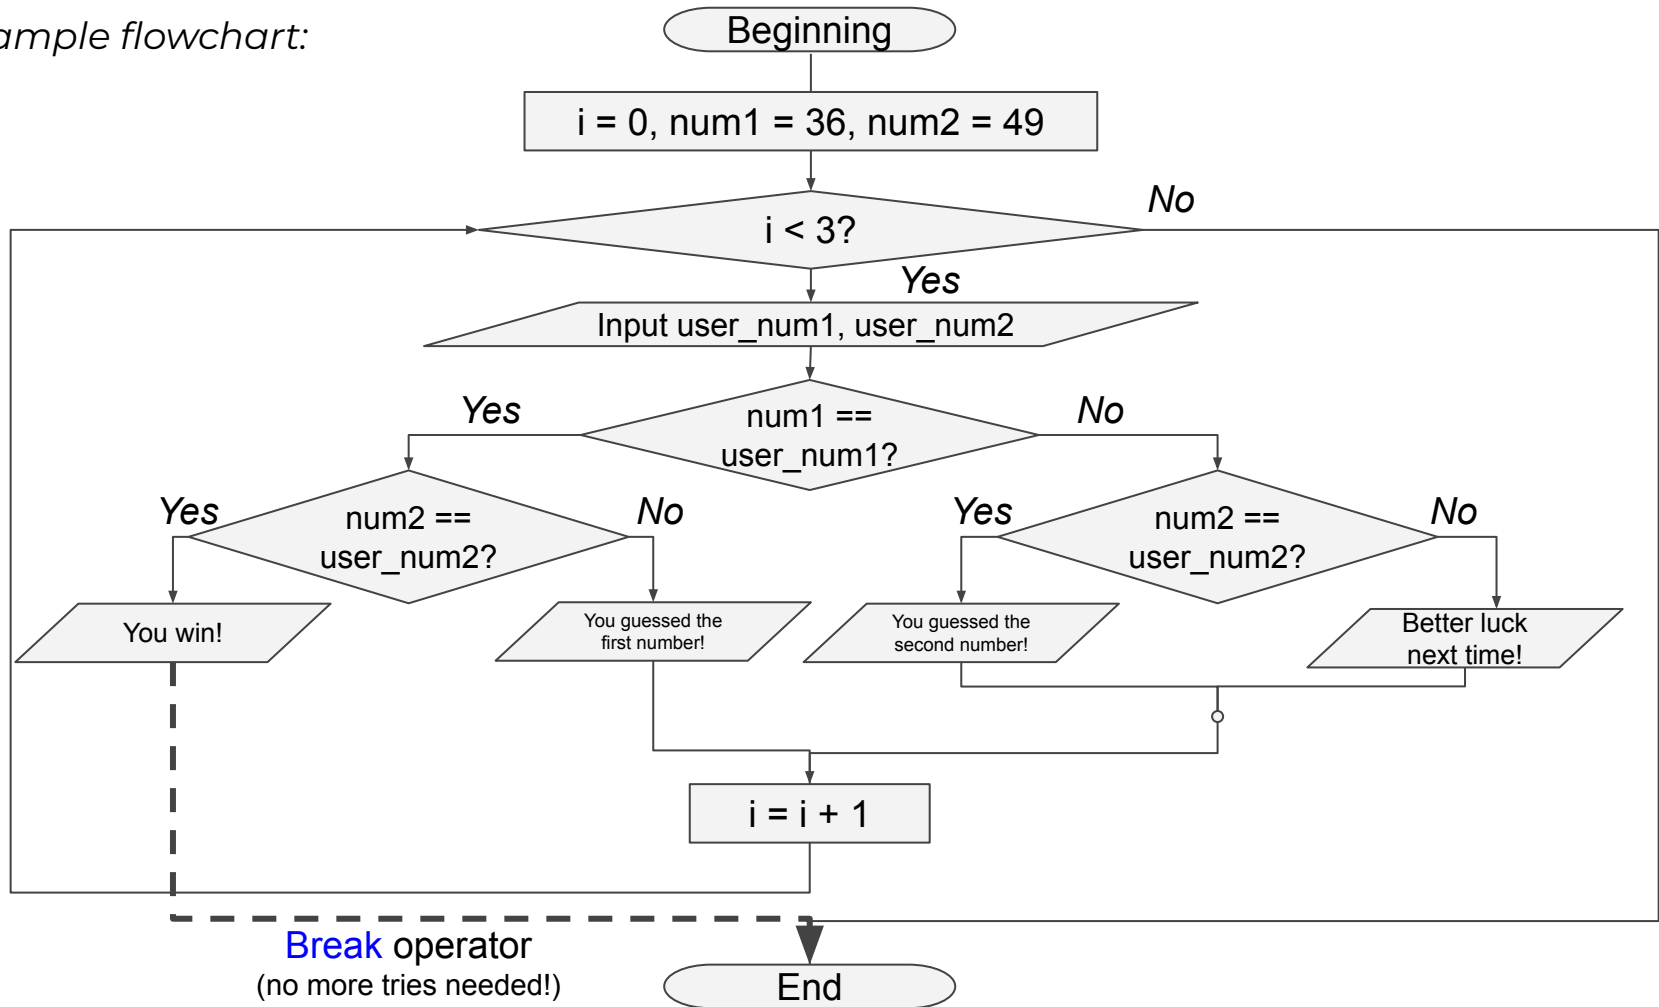 ample flowchart:
Beginning
i = 0, num1 = 36, num2 = 49
i < 3?
No
Yes
Input user_num1, user_num2
num1 ==
user_num1?
Yes
No
num2 ==
user_num2?
Yes
No
num2 ==
user_num2?
Yes
No
You win!
You guessed the
first number!
You guessed the
second number!
Better luck
next time!
i = i + 1
Break operator
(no more tries needed!)
End